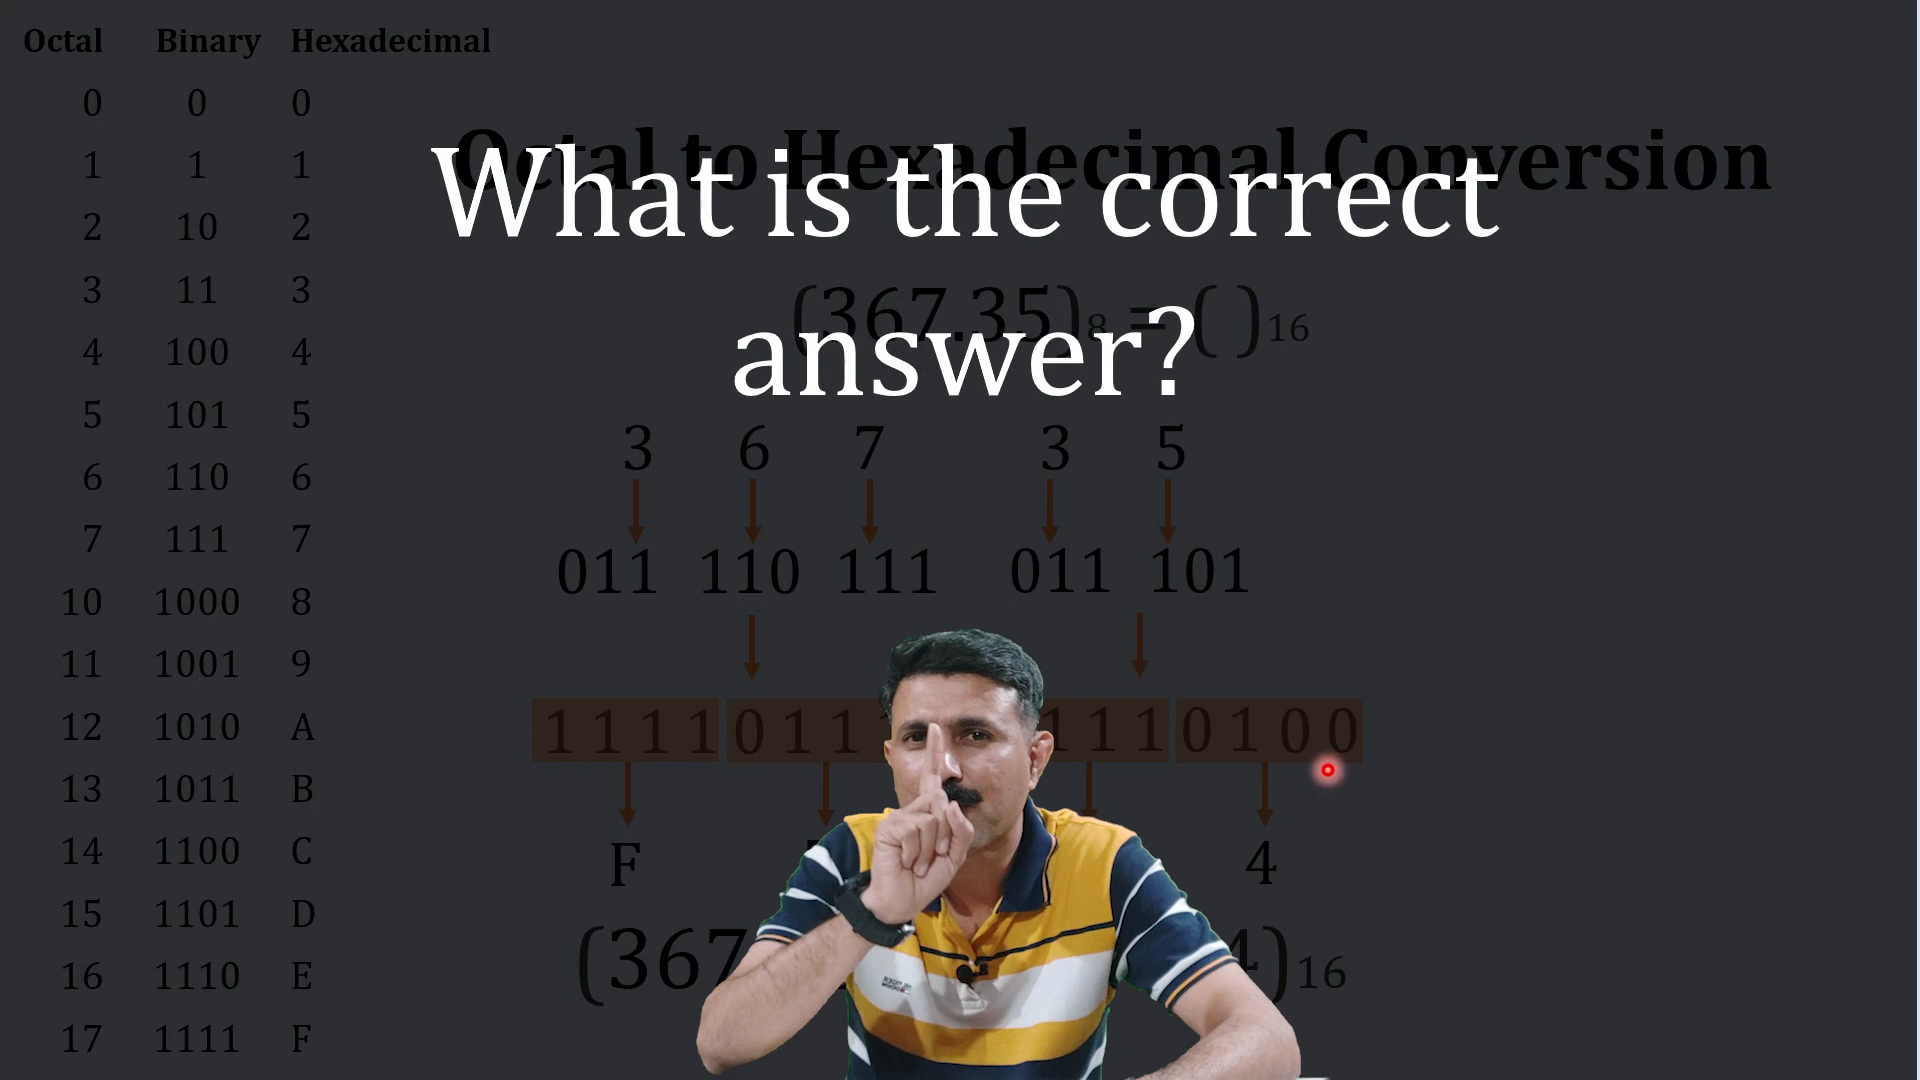 Octal Binary Hexadecimal
0 0 0
1 1 1
2 10 2
3 11 3
4 100 4
5 101 5
6 110 6
7 111 7
10 1000 8
11 1001 9
12 1010 A
13 1011 B
14 1100 C
15 1101 D
16 1110 E
17 1111 F
Octal to Hexadecimal Conversion
What is the correct
answer?
(367.35)8 = ( )16
3 6 7 3 5
011 110 111 011 101
1 1 1 1 0 1 1 1 1 1 0 1 0 0
F 4
(367 4)16